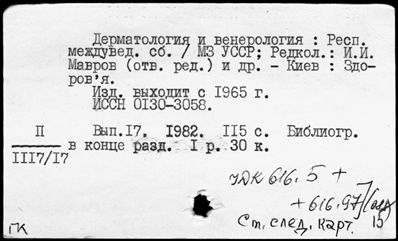 Дерматология и венерология : Респ.
междувед. сб. / МЗ УССР; Редкол.: И.И.
Мавров (отв. ред.) и др. - Киев : Здо-
ров'я.
Изд. выходит с 1965 г.
ИССН 0130-3058.
П Вып.17. 1982. 115 с. Библиогр.
1117/17 в конце разд. 1 р. 30 к.
УДК 616.5 +
+ 616.97]
Ст. след. карт. 15
ГК